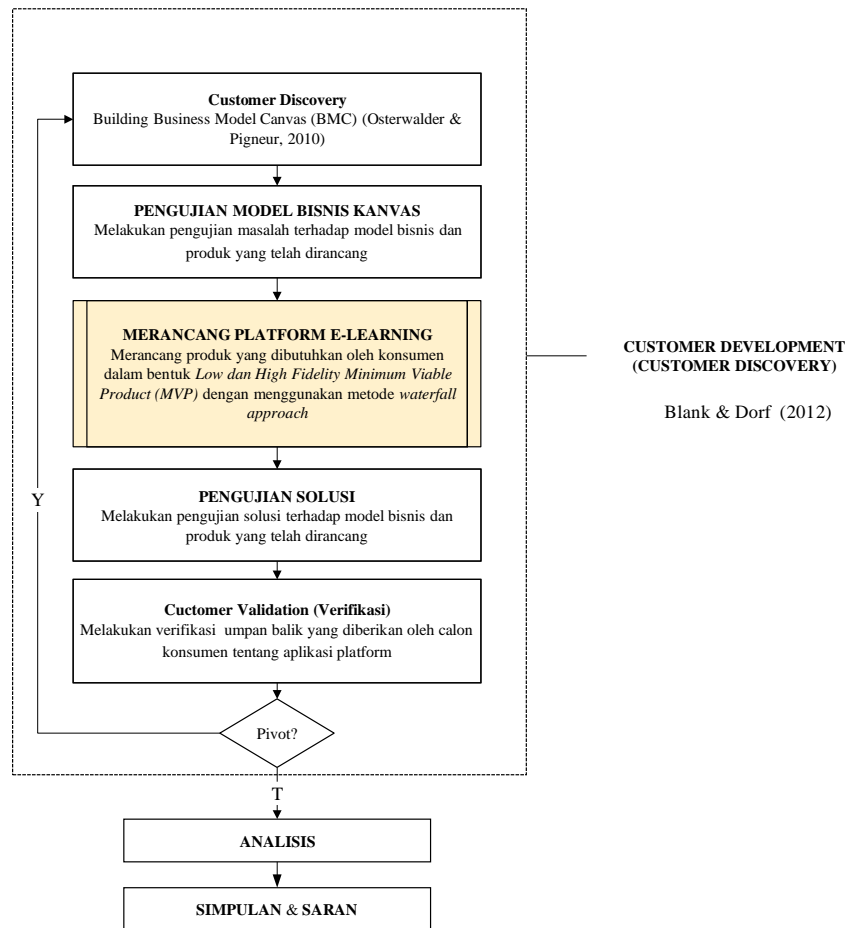 Customer Discovery
Building Business Model Canvas (BMC) (Osterwalder &
Pigneur, 2010)
PENGUJIAN MODEL BISNIS KANVAS
Melakukan pengujian masalah terhadap model bisnis dan
produk yang telah dirancang
MERANCANG PLATFORM E-LEARNING
Merancang produk yang dibutuhkan oleh konsumen
dalam bentuk Low dan High Fidelity Minimum Viable
Product (MVP) dengan menggunakan metode waterfall
approach
CUSTOMER DEVELOPMENT
(CUSTOMER DISCOVERY)
Blank & Dorf (2012)
PENGUJIAN SOLUSI
Melakukan pengujian solusi terhadap model bisnis dan
produk yang telah dirancang
Y
Cuctomer Validation (Verifikasi)
Melakukan verifikasi umpan balik yang diberikan oleh calon
konsumen tentang aplikasi platform
Pivot?
T
ANALISIS
SIMPULAN & SARAN